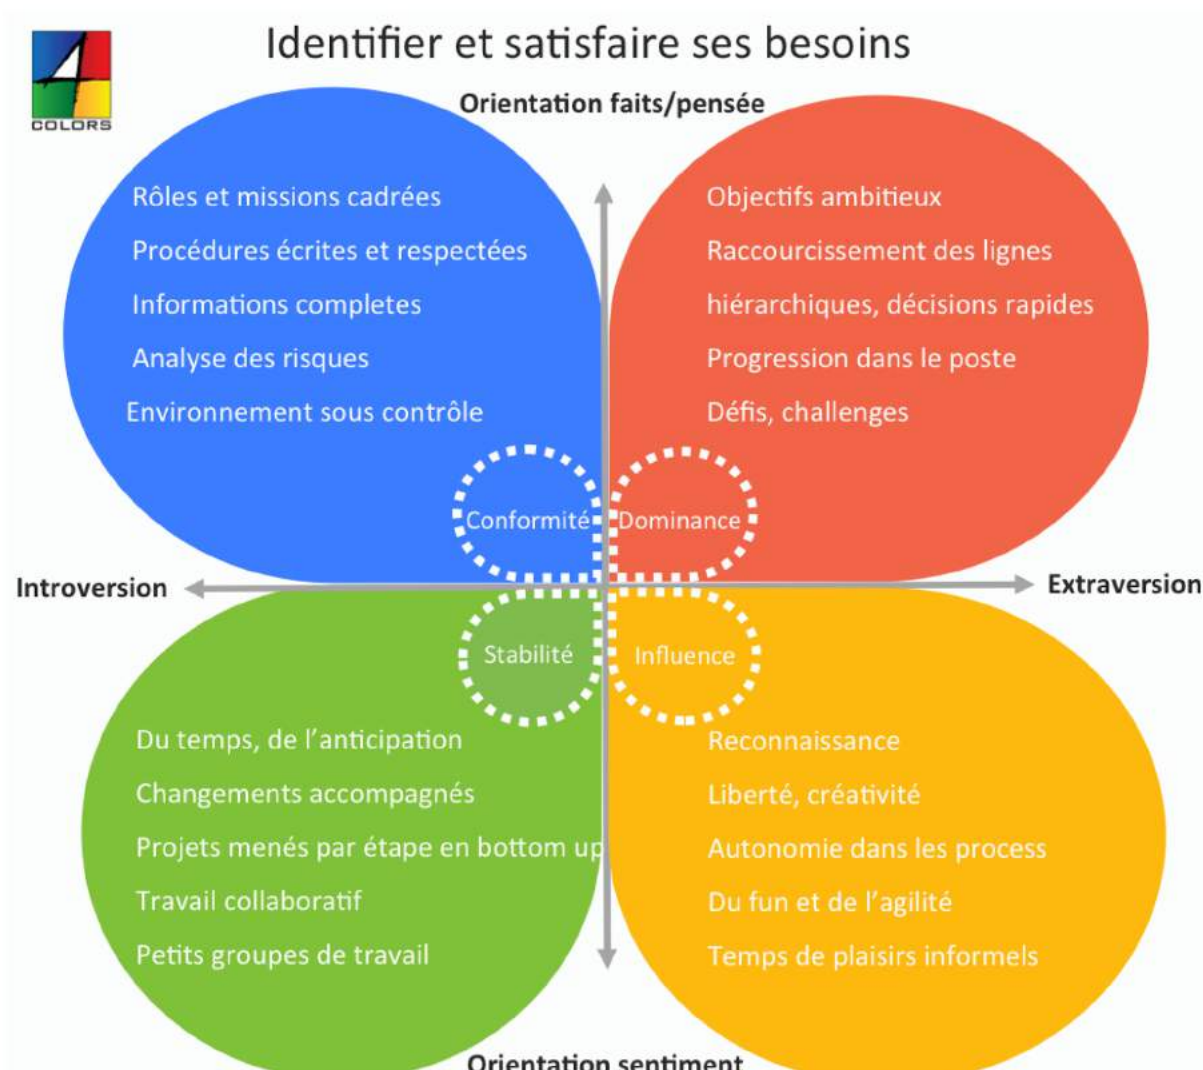 Identifier et satisfaire ses besoins
4
COLORS
Orientation faits/pensée
Rôles et missions cadrées
Procédures écrites et respectées
Informations completes
Analyse des risques
Environnement sous contrôle
Conformité
Objectifs ambitieux
Raccourcissement des lignes
hiérarchiques, décisions rapides
Progression dans le poste
Défis, challenges
Dominance
Introversion
Extraversion
Stabilité
Du temps, de l’anticipation
Changements accompagnés
Projets menés par étape en bottom up
Travail collaboratif
Petits groupes de travail
Influence
Reconnaissance
Liberté, créativité
Autonomie dans les process
Du fun et de l’agilité
Temps de plaisirs informels
Orientation sentiment